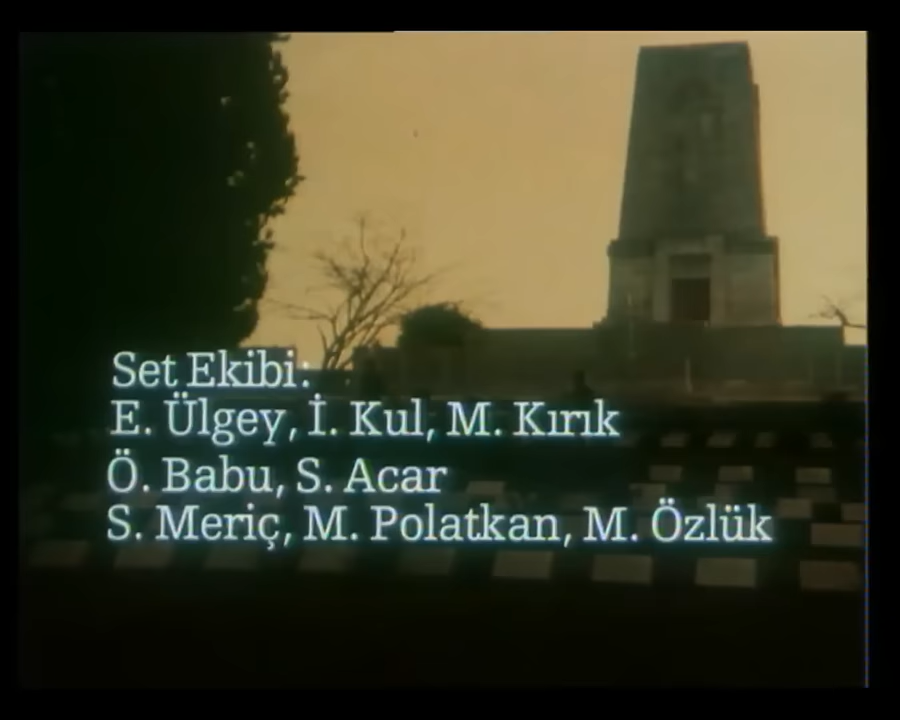 Set Ekibi:
E. Ülgey, İ. Kul, M. Kırık
Ö. Babu, S. Acar
S. Meriç, M. Polatkan, M. Özlük